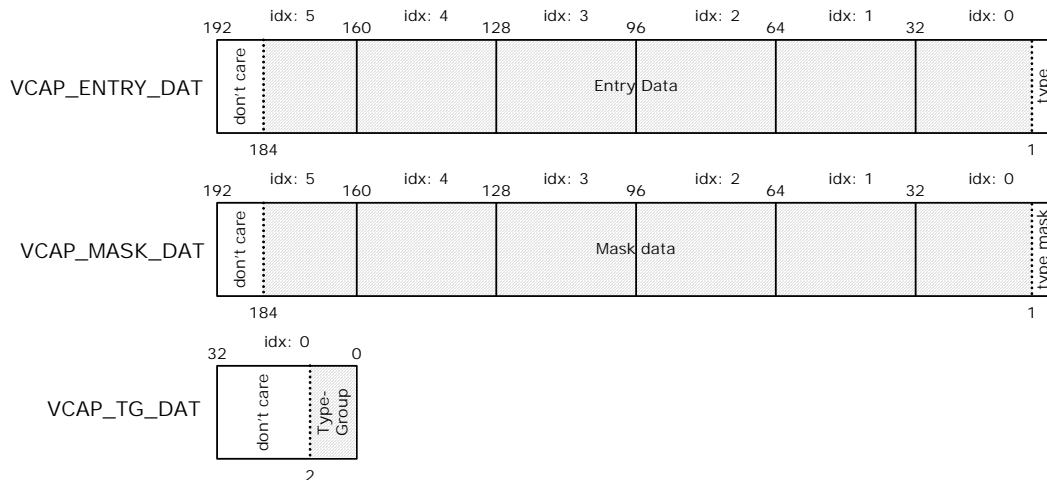 idx: 5 idx: 4 idx: 3 idx: 2 idx: 1 idx: 0
192 160 128 96 64 32
VCAP_ENTRY_DAT don't care Entry Data type
184 1
idx: 5 idx: 4 idx: 3 idx: 2 idx: 1 idx: 0
192 160 128 96 64 32
VCAP_MASK_DAT don't care Mask data type mask
184 1
idx: 0
32 0
VCAP_TG_DAT don't care Type-
Group
2